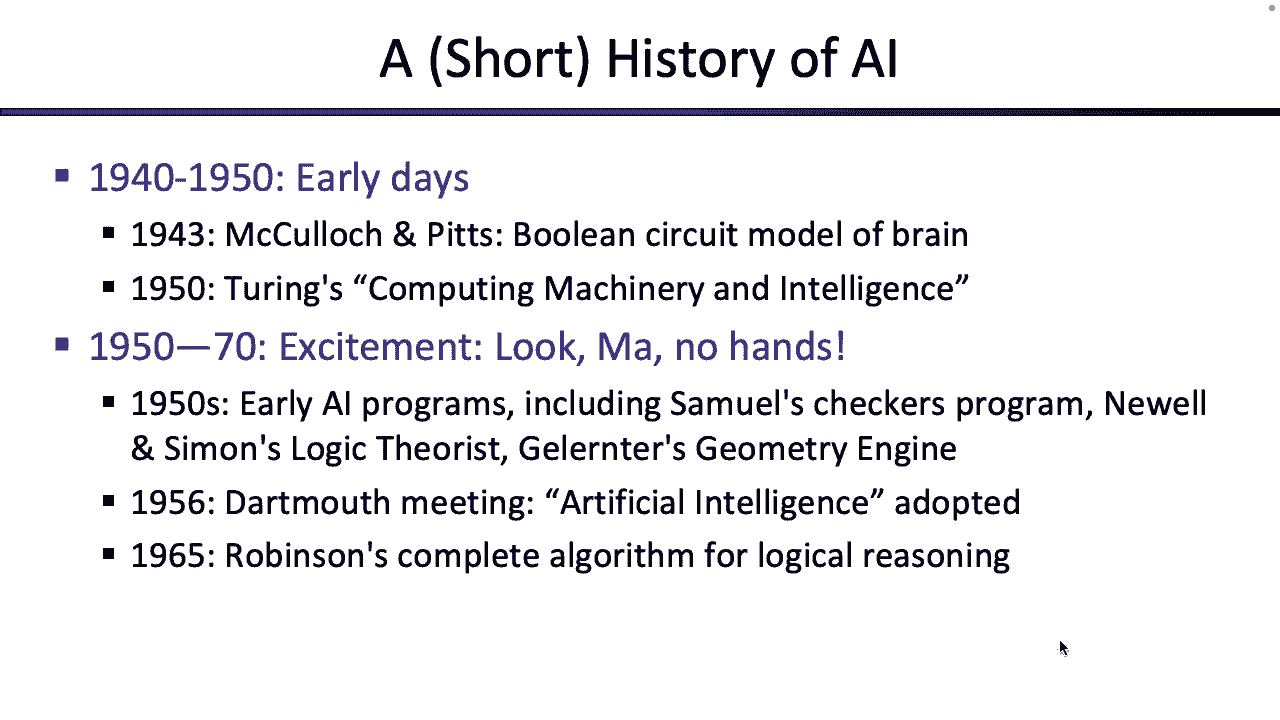 A (Short) History of AI
▪ 1940-1950: Early days
▪ 1943: McCulloch & Pitts: Boolean circuit model of brain
▪ 1950: Turing's “Computing Machinery and Intelligence”
▪ 1950—70: Excitement: Look, Ma, no hands!
▪ 1950s: Early AI programs, including Samuel's checkers program, Newell
& Simon's Logic Theorist, Gelernter's Geometry Engine
▪ 1956: Dartmouth meeting: “Artificial Intelligence” adopted
▪ 1965: Robinson's complete algorithm for logical reasoning